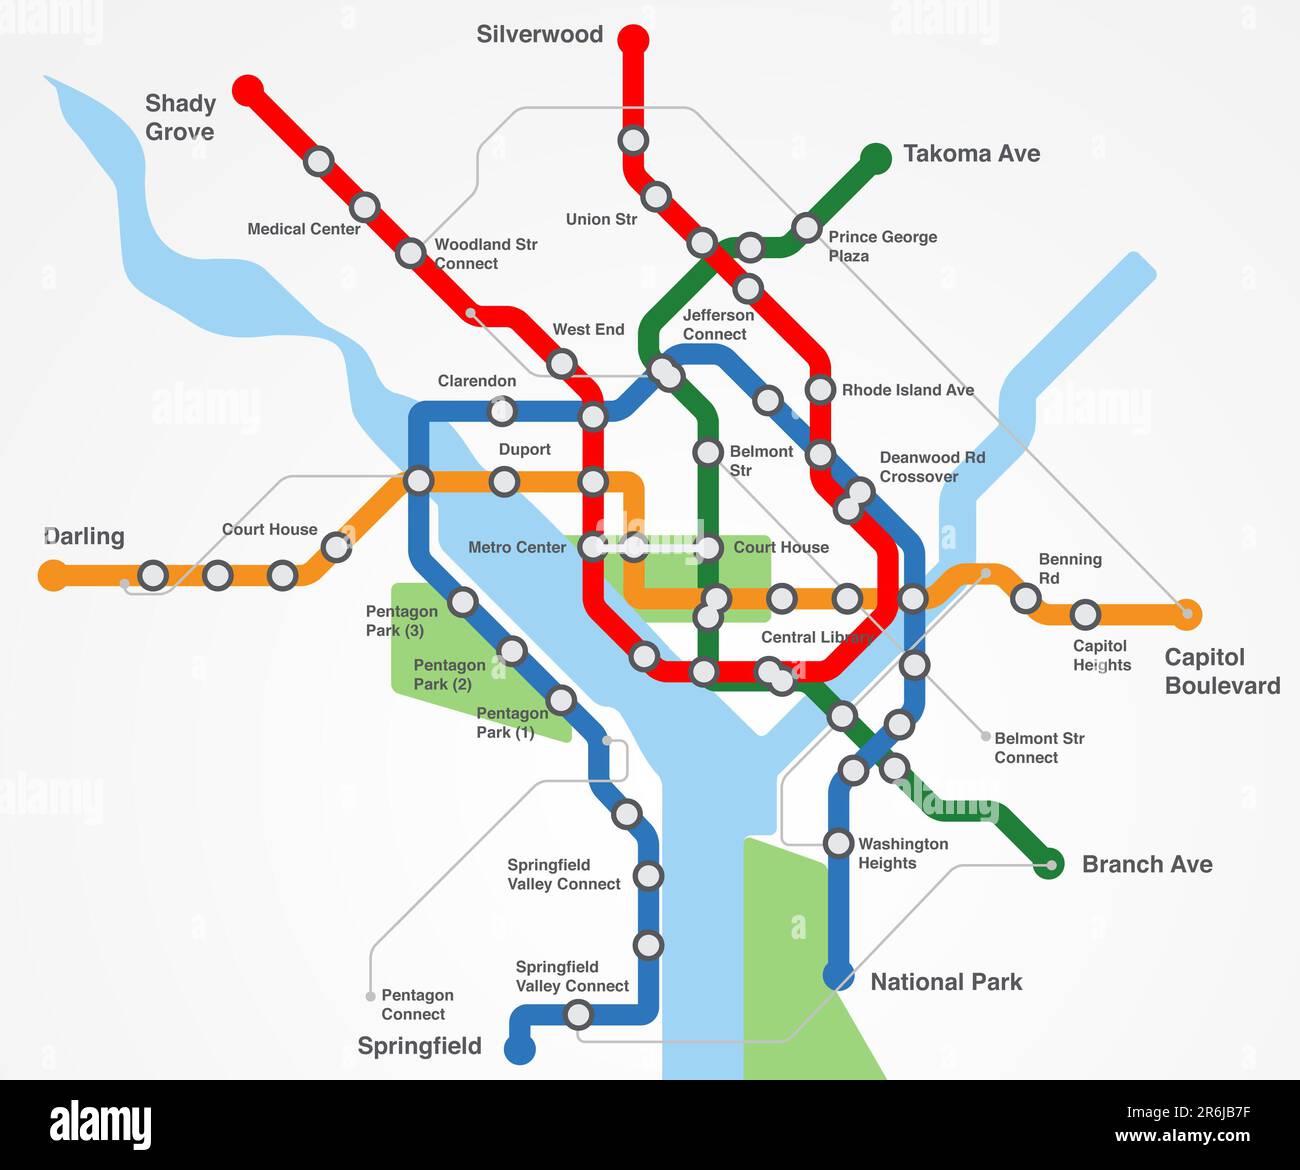 Silverwood
Shady
Grove
Takoma Ave
Union Str
Medical Center
Woodland Str
Connect
Prince George
Plaza
Jefferson
Connect
West End
Clarendon
Rhode Island Ave
Duport
Belmont
Str
Deanwood Rd
Crossover
Darling
Court House
Metro Center
Court House
Benning
Rd
Pentagon
Park (3)
Central Library
Capitol
Heights
Capitol
Boulevard
Pentagon
Park (2)
Pentagon
Park (1)
Belmont Str
Connect
Washington
Heights
Branch Ave
Springfield
Valley Connect
Springfield
Valley Connect
National Park
Pentagon
Connect
Springfield
alamy
alamy
alamy
alamy
alamy
alamy
alamy
a
a
a
a
a
a
a
a
alamy
Image ID: 2R6JB7F
www.alamy.com